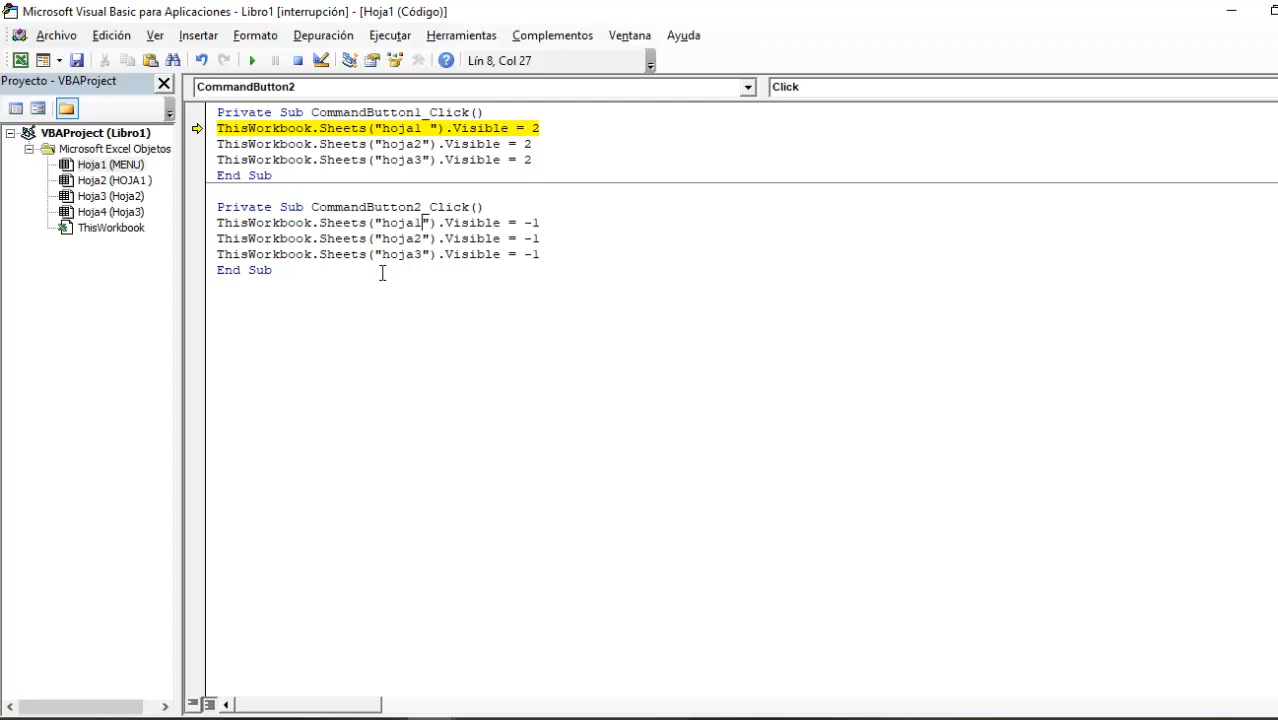 Microsoft Visual Basic para Aplicaciones - Libro1 [interrupción] - [Hoja1 (Código)]
Archivo Edición Ver Insertar Formato Depuración Ejecutar Herramientas Complementos Ventana Ayuda
Lín 8, Col 27
Proyecto - VBAProject
CommandButton2
Click
VBAProject (Libro1)
Microsoft Excel Objetos
Hoja1 (MENU)
Hoja2 (HOJA1 )
Hoja3 (Hoja2)
Hoja4 (Hoja3)
ThisWorkbook
Private Sub CommandButton1_Click()
ThisWorkbook.Sheets("hoja1 ").Visible = 2
ThisWorkbook.Sheets("hoja2").Visible = 2
ThisWorkbook.Sheets("hoja3").Visible = 2
End Sub
Private Sub CommandButton2_Click()
ThisWorkbook.Sheets("hoja1").Visible = -1
ThisWorkbook.Sheets("hoja2").Visible = -1
ThisWorkbook.Sheets("hoja3").Visible = -1
End Sub